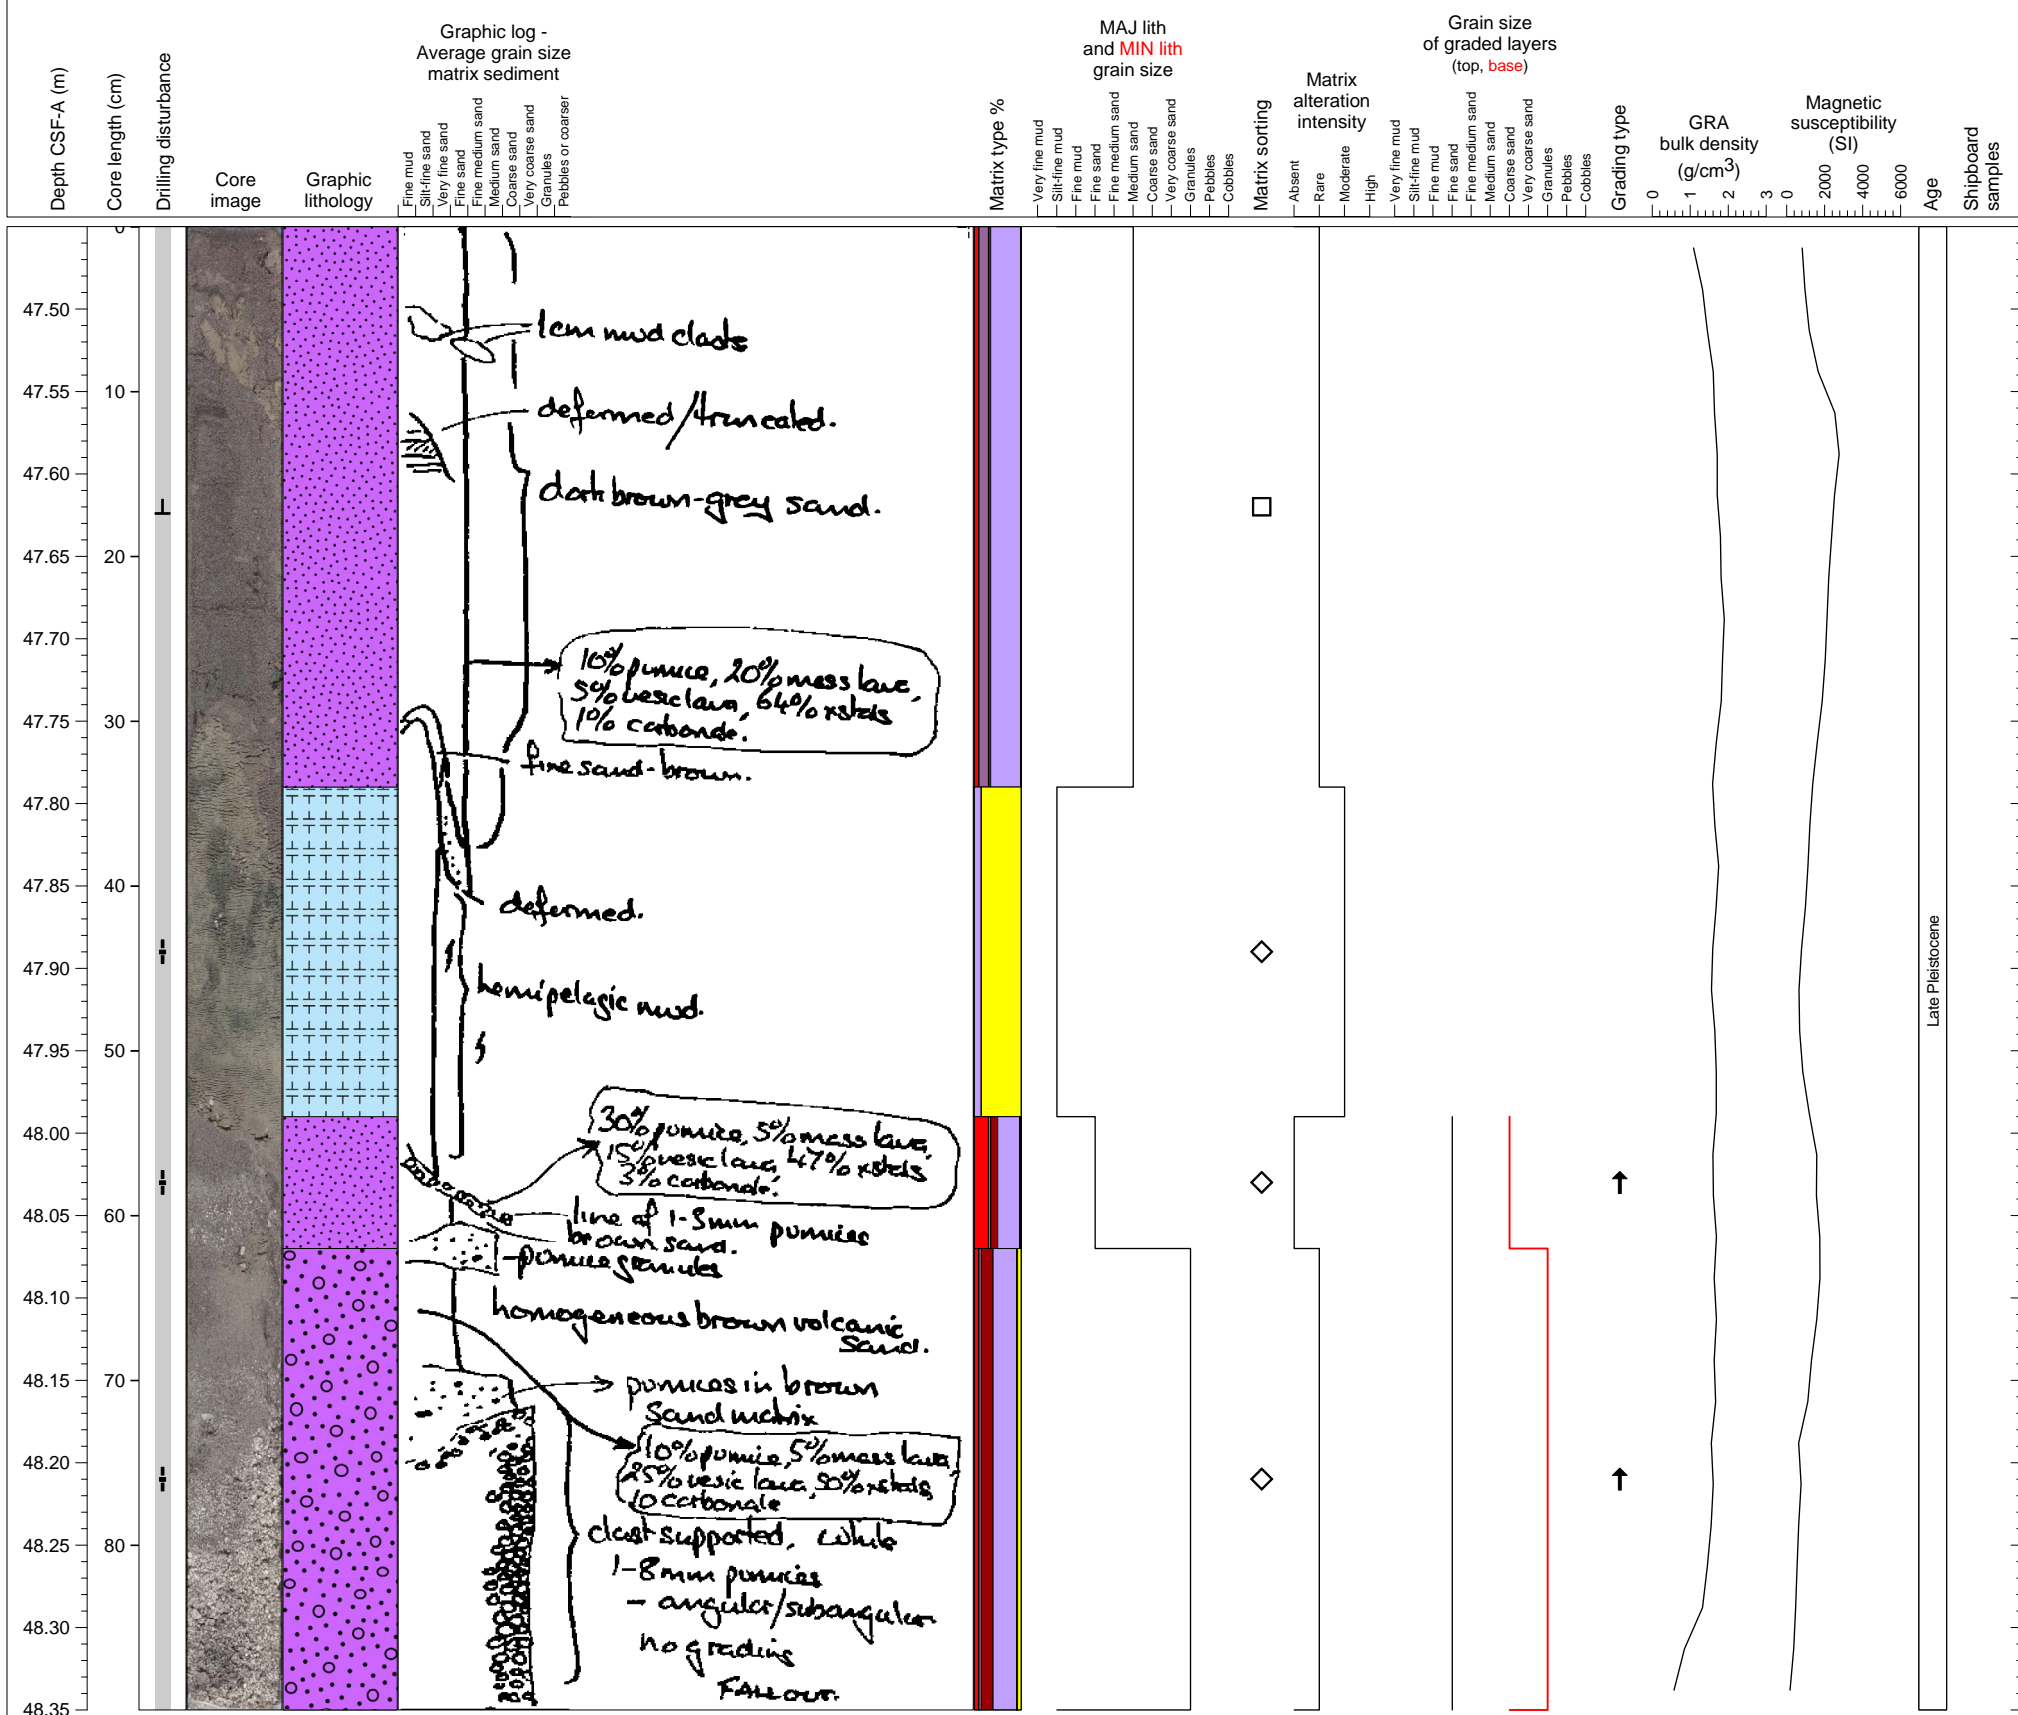 Depth CSF-A (m)
Core length (cm)
Drilling disturbance
Core
image
Graphic
lithology
Graphic log -
Average grain size
matrix sediment
Fine mud
Silt-fine sand
Very fine sand
Fine sand
Fine medium sand
Medium sand
Coarse sand
Very coarse sand
Granules
Pebbles or coarser
Matrix type %
MAJ lith
and MIN lith
grain size
Very fine mud
Silt-fine mud
Fine mud
Fine sand
Fine medium sand
Medium sand
Coarse sand
Very coarse sand
Granules
Pebbles
Cobbles
Matrix sorting
Matrix
alteration
intensity
Absent
Rare
Moderate
High
Grain size
of graded layers
(top, base)
Very fine mud
Silt-fine mud
Fine mud
Fine sand
Fine medium sand
Medium sand
Coarse sand
Very coarse sand
Granules
Pebbles
Cobbles
Grading type
GRA
bulk density
(g/cm3)
0 1 2 3
Magnetic
susceptibility
(SI)
0 2000 4000 6000
Age
Shipboard
samples
0
47.50
1cm mud clasts
47.55 10
deformed/truncated.
47.60
dark brown-grey sand.
47.65 20
47.70
10% pumice, 20% mass lava,
5% vesic lava, 64% xstals
1% carbonate.
47.75 30
fine sand-brown.
47.80
47.85 40
deformed.
47.90
hemipelagic mud.
47.95 50
Late Pleistocene
48.00
30% pumice, 5% mass lava,
15% vesic lava, 47% xstals
3% carbonate.
48.05 60
line of 1-3mm pumices
brown sand.
pumice granules
48.10
homogeneous brown volcanic
sand.
48.15 70
pumices in brown
sand matrix
48.20
10% pumice, 5% mass lava,
25% vesic lava, 50% xstals,
10 carbonate
48.25 80
clast supported, white
1-8mm pumices
- angular/subangular
48.30
no grading
FALLOUT.
48.35